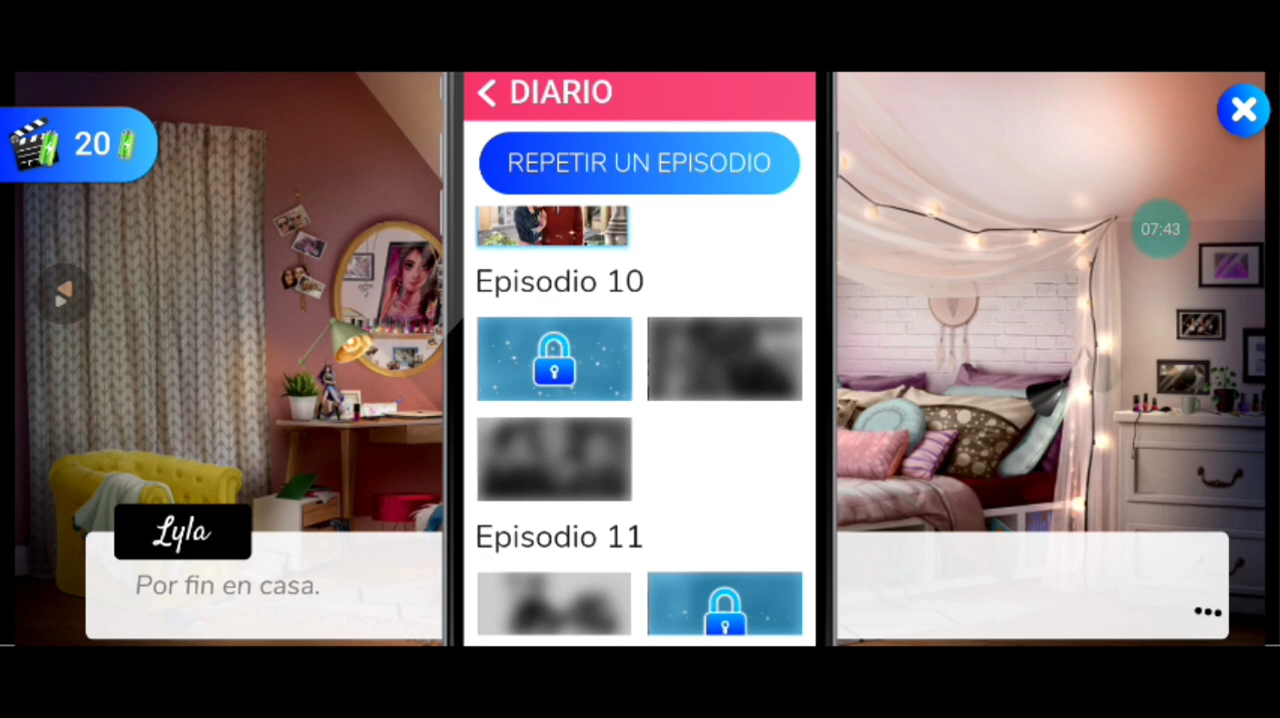 DIARIO
20
REPETIR UN EPISODIO
07:43
Episodio 10
Episodio 11
Lyla
Por fin en casa.
...